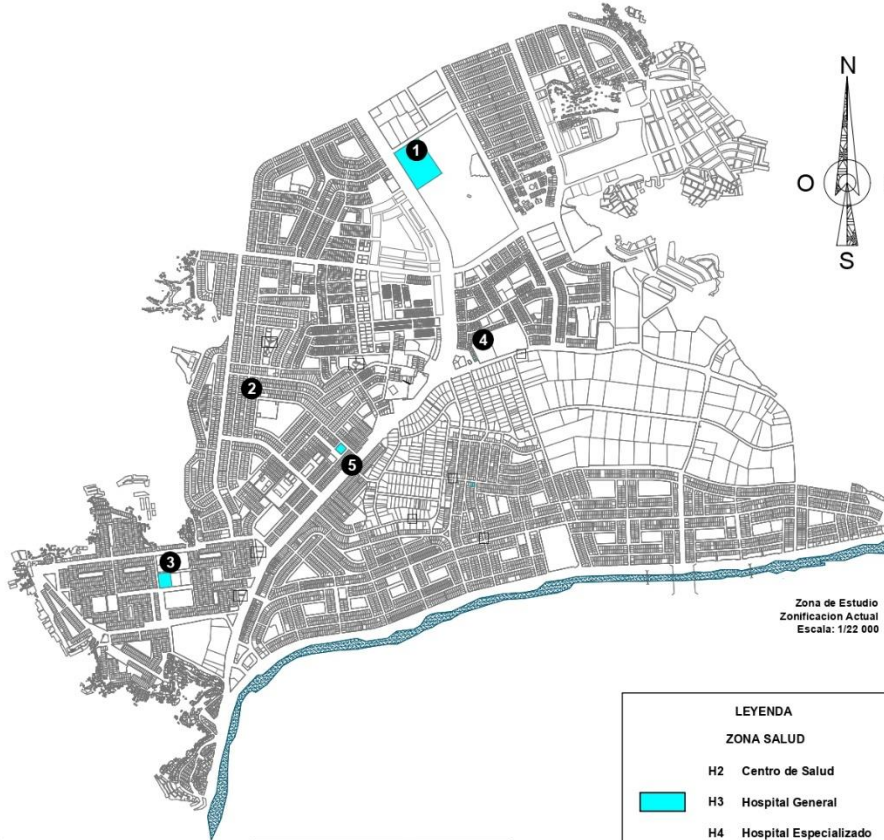 N
O
S
1
2
3
4
5
Zona de Estudio
Zonificacion Actual
Escala: 1/22 000
LEYENDA
ZONA SALUD
H2 Centro de Salud
H3 Hospital General
H4 Hospital Especializado